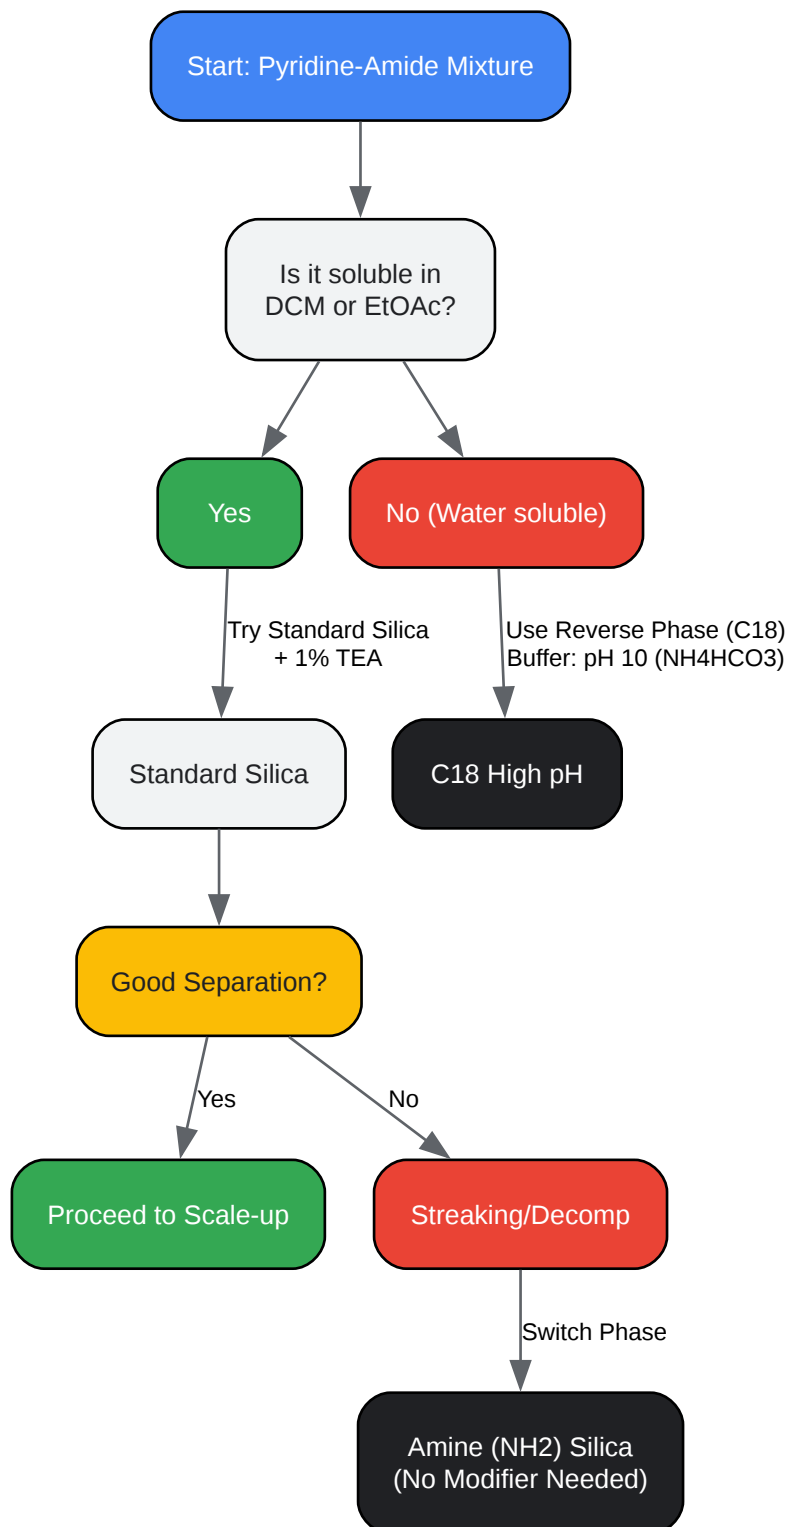 Start: Pyridine-Amide Mixture
Is it soluble in
DCM or EtOAc?
Yes
No (Water soluble)
Try Standard Silica
+ 1% TEA
Use Reverse Phase (C18)
Buffer: pH 10 (NH4HCO3)
Standard Silica
C18 High pH
Good Separation?
Yes
No
Proceed to Scale-up
Streaking/Decomp
Switch Phase
Amine (NH2) Silica
(No Modifier Needed)